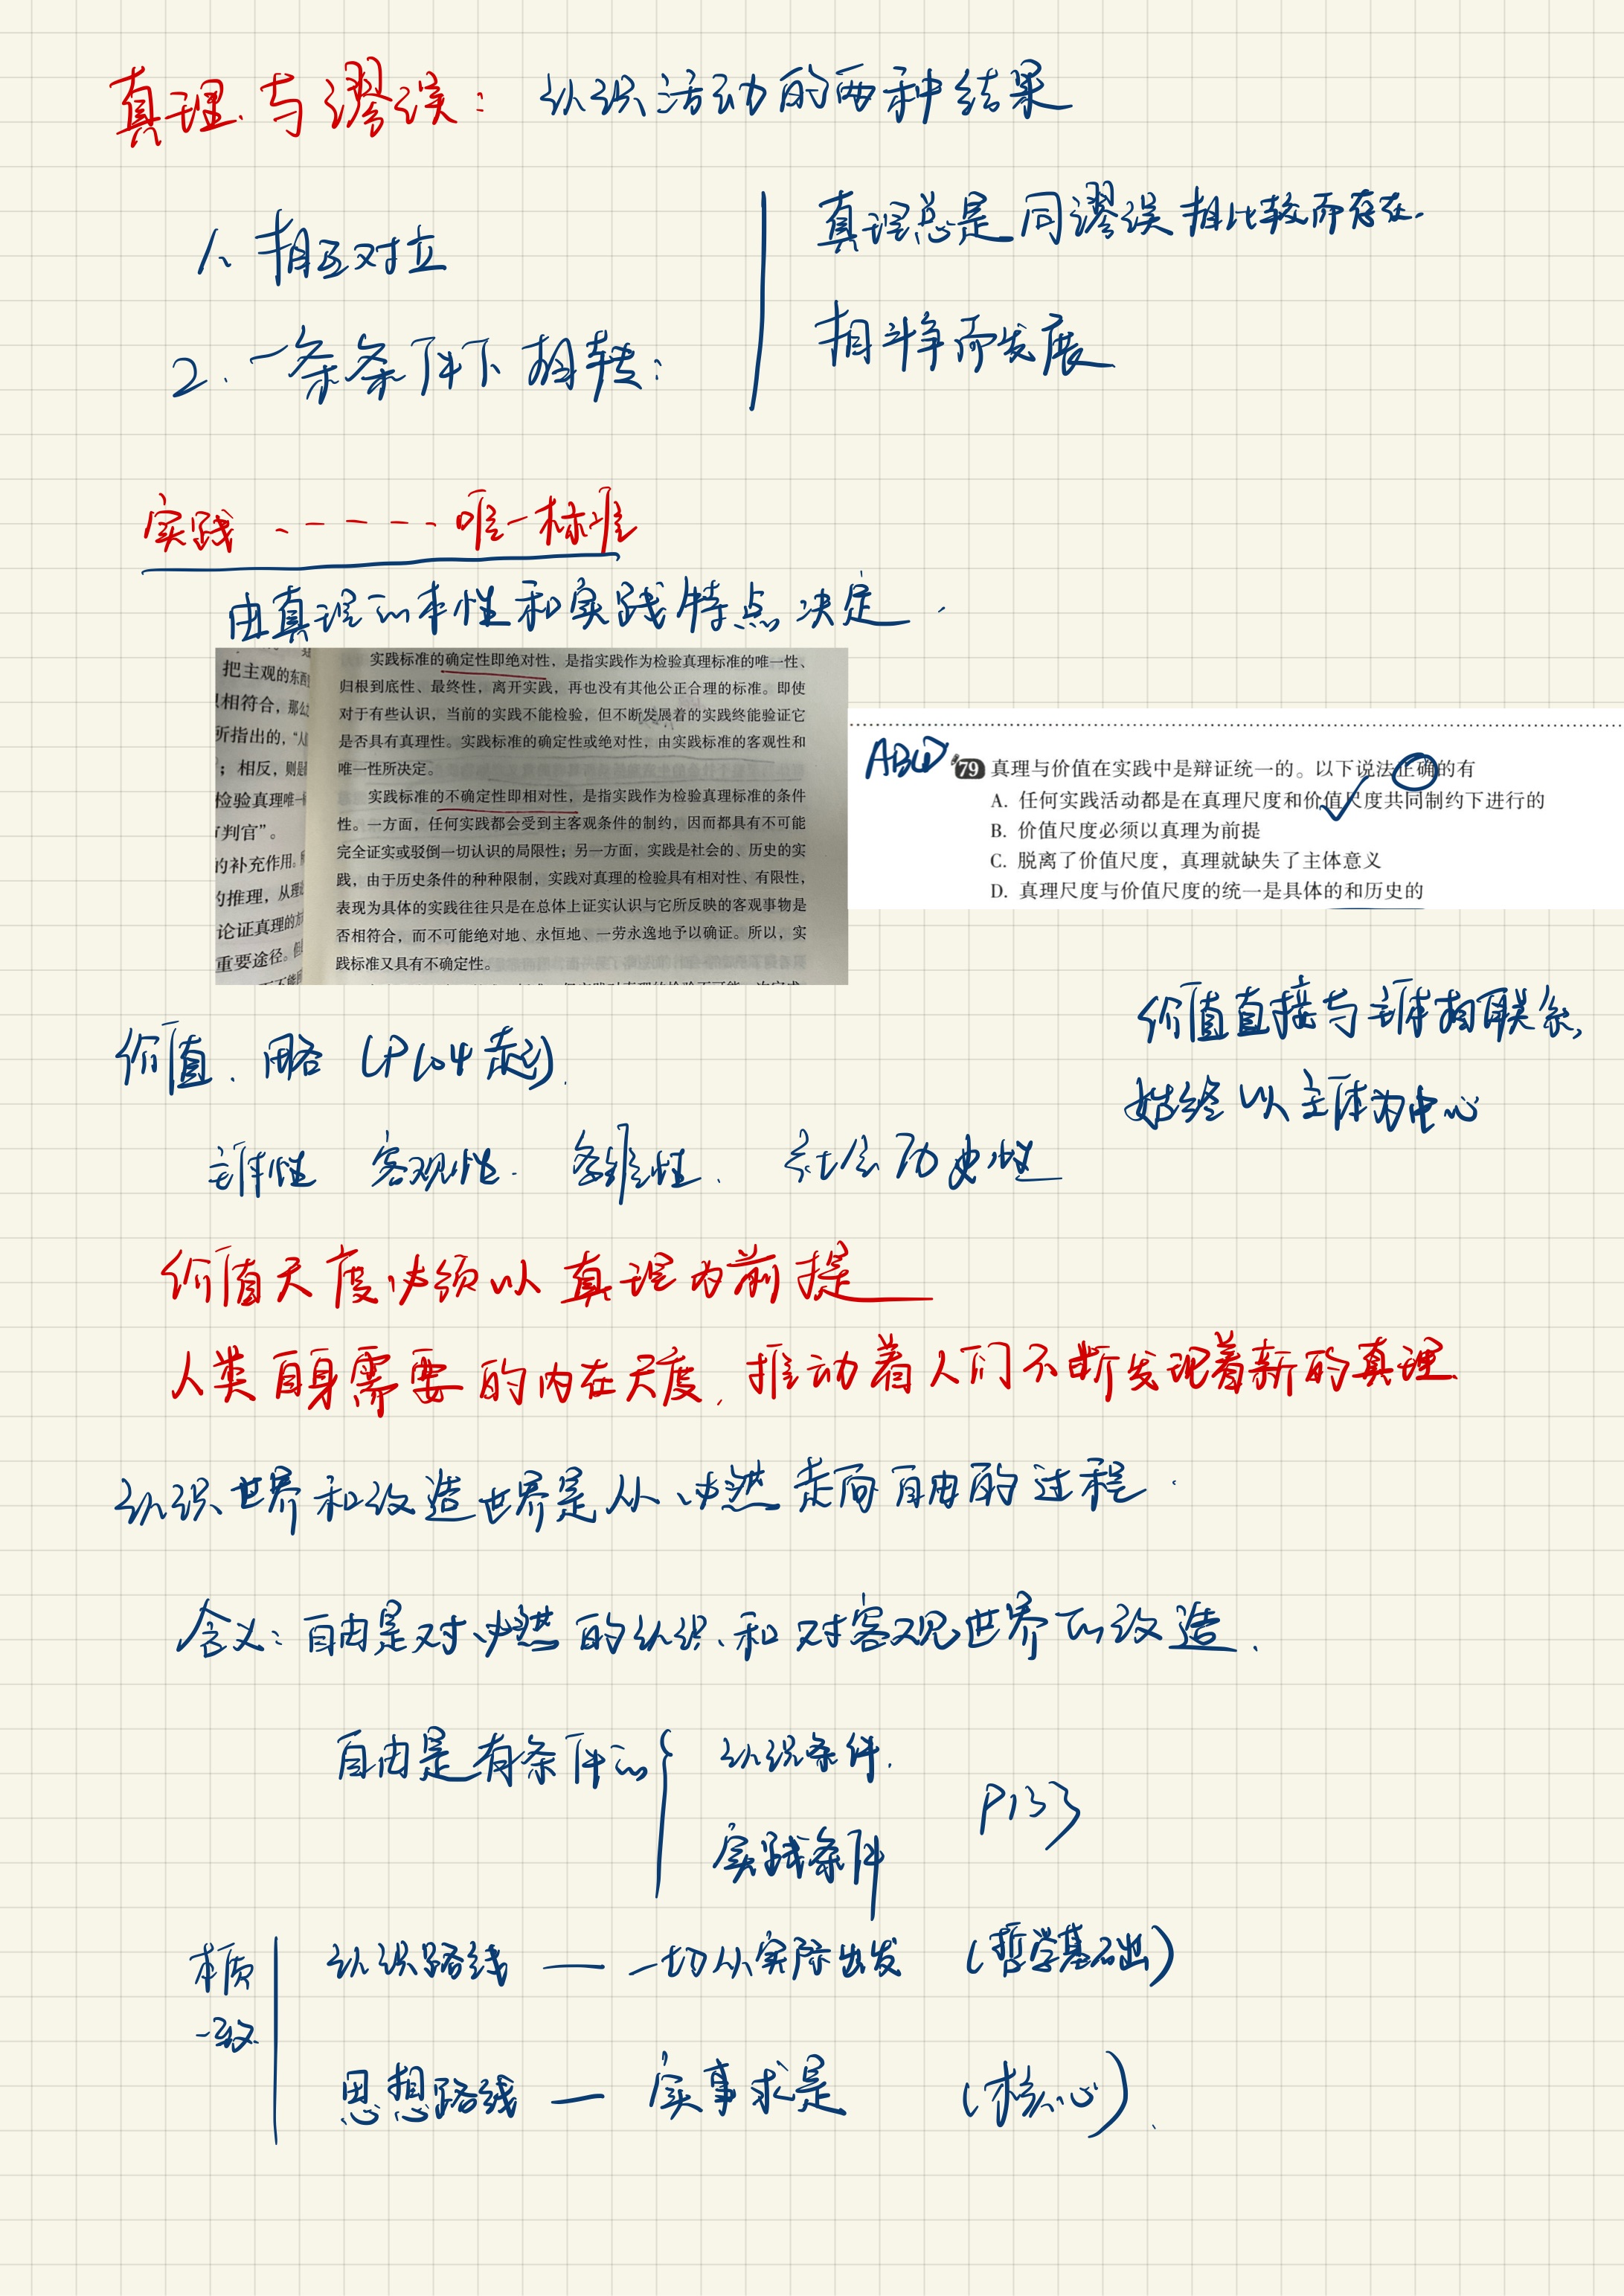 真理与谬误：认识活动的两种结果
1、相互对立
2.一条条件下相转：
真理总是同谬误相比较而存在.
相斗争而发展
实践······唯一标准
由真理的本性和实践特点决定.
把主观的东西
相符合，那么
所指出的，“人
；相反，则是
检验真理唯一
判官”。
的补充作用。
的推理，从理
论证真理的方
重要途径。但
实践标准的确定性即绝对性，是指实践作为检验真理标准的唯一性、
归根到底性、最终性，离开实践，再也没有其他公正合理的标准。即使
对于有些认识，当前的实践不能检验，但不断发展着的实践终能验证它
是否具有真理性。实践标准的确定性或绝对性，由实践标准的客观性和
唯一性所决定。
实践标准的不确定性即相对性，是指实践作为检验真理标准的条件
性。一方面，任何实践都会受到主客观条件的制约，因而都具有不可能
完全证实或驳倒一切认识的局限性；另一方面，实践是社会的、历史的实
践，由于历史条件的种种限制，实践对真理的检验具有相对性、有限性，
表现为具体的实践往往只是在总体上证实认识与它所反映的客观事物是
否相符合，而不可能绝对地、永恒地、一劳永逸地予以确证。所以，实
践标准又具有不确定性。
ABCD
79 真理与价值在实践中是辩证统一的。以下说法正确的有
A. 任何实践活动都是在真理尺度和价值尺度共同制约下进行的
B. 价值尺度必须以真理为前提
C. 脱离了价值尺度，真理就缺失了主体意义
D. 真理尺度与价值尺度的统一是具体的和历史的
价值直接与主体相联系,
始终以主体为中心
价值、略（P104起）.
主体性 客观性. 多维性. 社会历史性
价值尺度必须以真理为前提
人类自身需要的内在尺度，推动着人们不断发现着新的真理.
认识世界和改造世界是从必然走向自由的过程.
含义：自由是对必然的认识、和对客观世界的改造.
自由是有条件的
认识条件.
实践条件
P133
本质
一致
认识路线 — 一切从实际出发（哲学基础）
思想路线 — 实事求是（核心）.